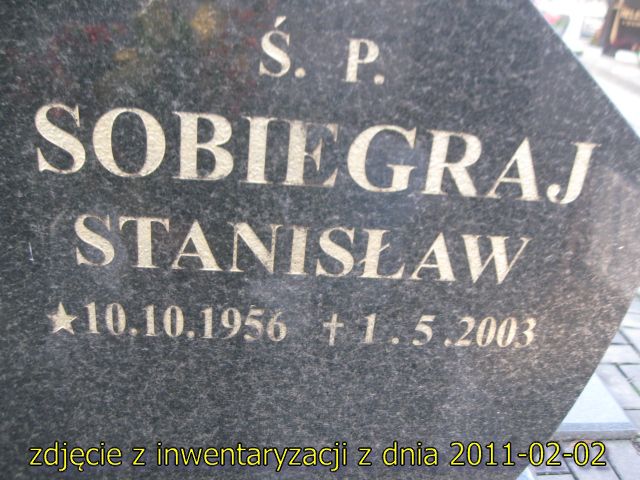 Ś. P.
SOBIEGRAJ
STANISŁAW
★10.10.1956 †1.5.2003
zdjęcie z inwentaryzacji z dnia 2011-02-02